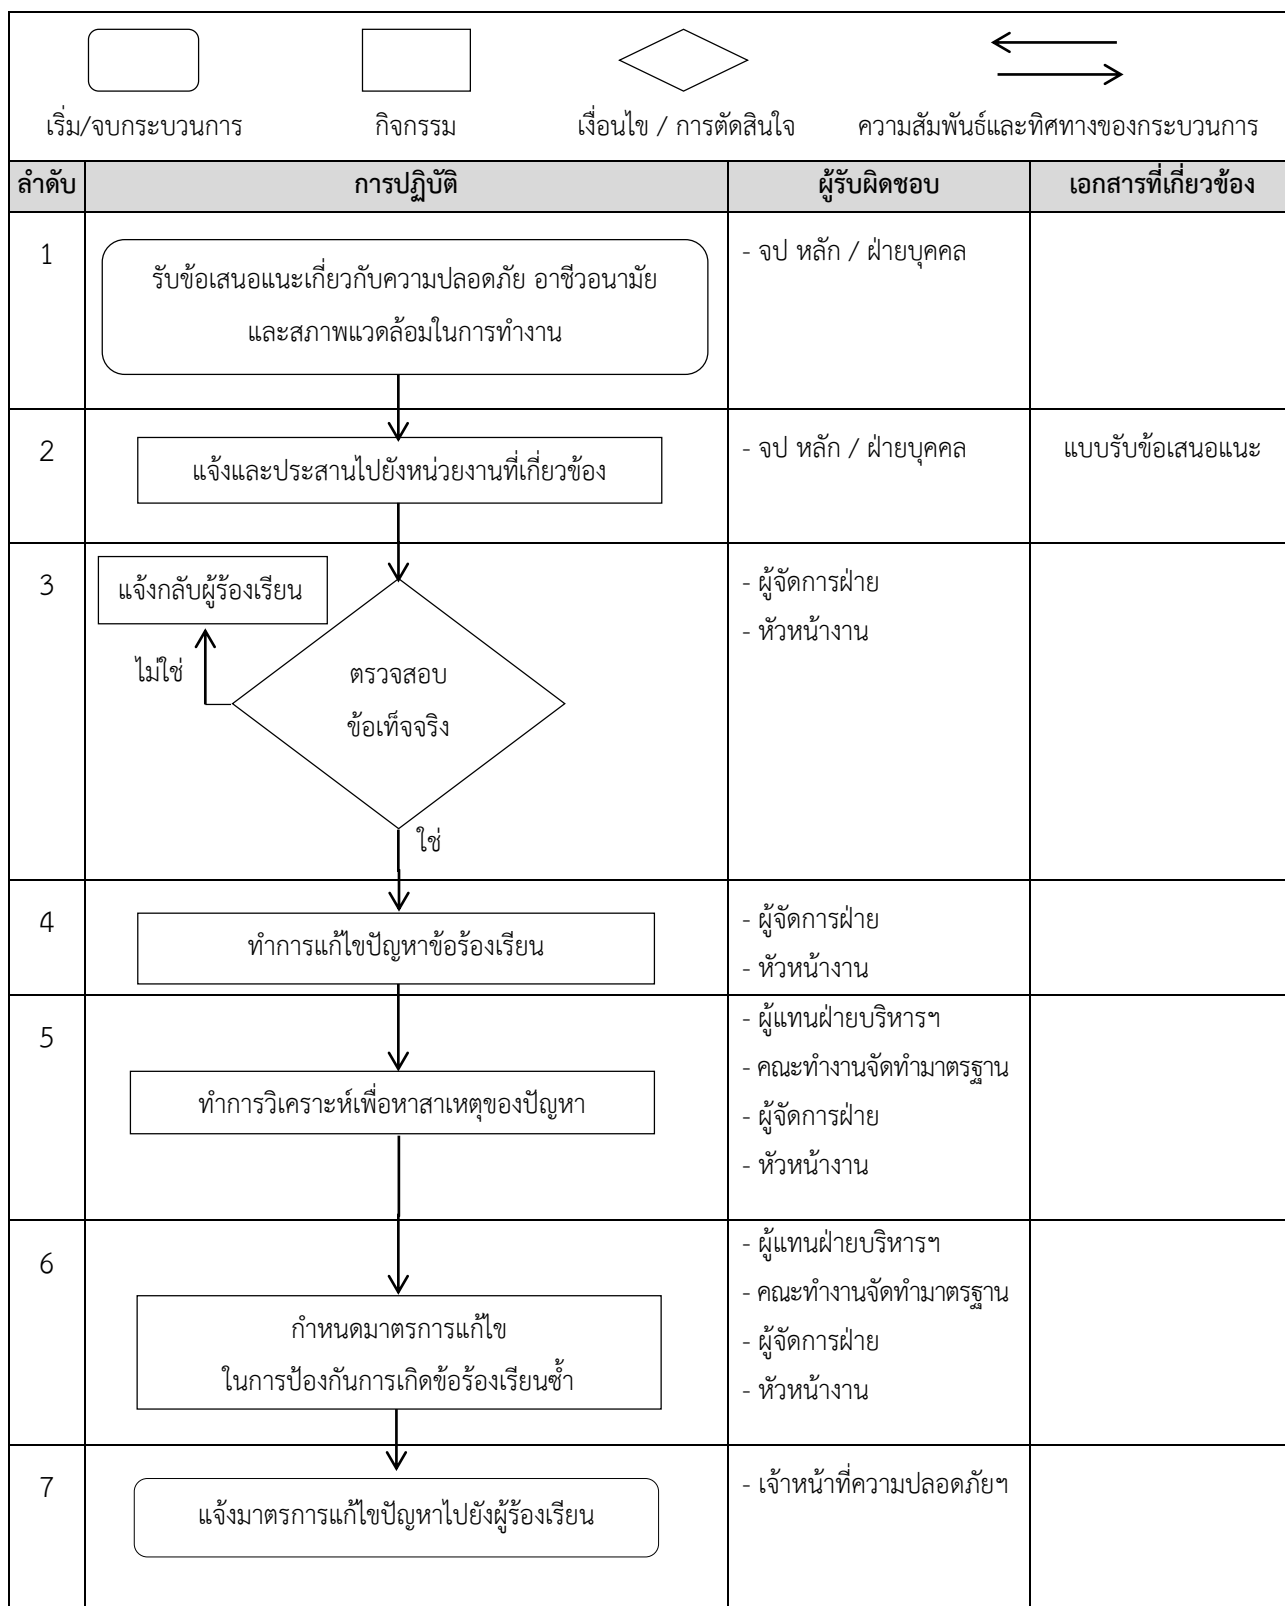 เริ่ม/จบกระบวนการ กิจกรรม เงื่อนไข / การตัดสินใจ ความสัมพันธ์และทิศทางของกระบวนการ
ลำดับ การปฏิบัติ ผู้รับผิดชอบ เอกสารที่เกี่ยวข้อง
1
รับข้อเสนอแนะเกี่ยวกับความปลอดภัย อาชีวอนามัย
และสภาพแวดล้อมในการทำงาน
- จป หลัก / ฝ่ายบุคคล
2
แจ้งและประสานไปยังหน่วยงานที่เกี่ยวข้อง
- จป หลัก / ฝ่ายบุคคล
แบบรับข้อเสนอแนะ
3
แจ้งกลับผู้ร้องเรียน
ไม่ใช่
ตรวจสอบ
ข้อเท็จจริง
ใช่
- ผู้จัดการฝ่าย
- หัวหน้างาน
4
ทำการแก้ไขปัญหาข้อร้องเรียน
- ผู้จัดการฝ่าย
- หัวหน้างาน
5
ทำการวิเคราะห์เพื่อหาสาเหตุของปัญหา
- ผู้แทนฝ่ายบริหารฯ
- คณะทำงานจัดทำมาตรฐาน
- ผู้จัดการฝ่าย
- หัวหน้างาน
6
กำหนดมาตรการแก้ไข
ในการป้องกันการเกิดข้อร้องเรียนซ้ำ
- ผู้แทนฝ่ายบริหารฯ
- คณะทำงานจัดทำมาตรฐาน
- ผู้จัดการฝ่าย
- หัวหน้างาน
7
แจ้งมาตรการแก้ไขปัญหาไปยังผู้ร้องเรียน
- เจ้าหน้าที่ความปลอดภัยฯ